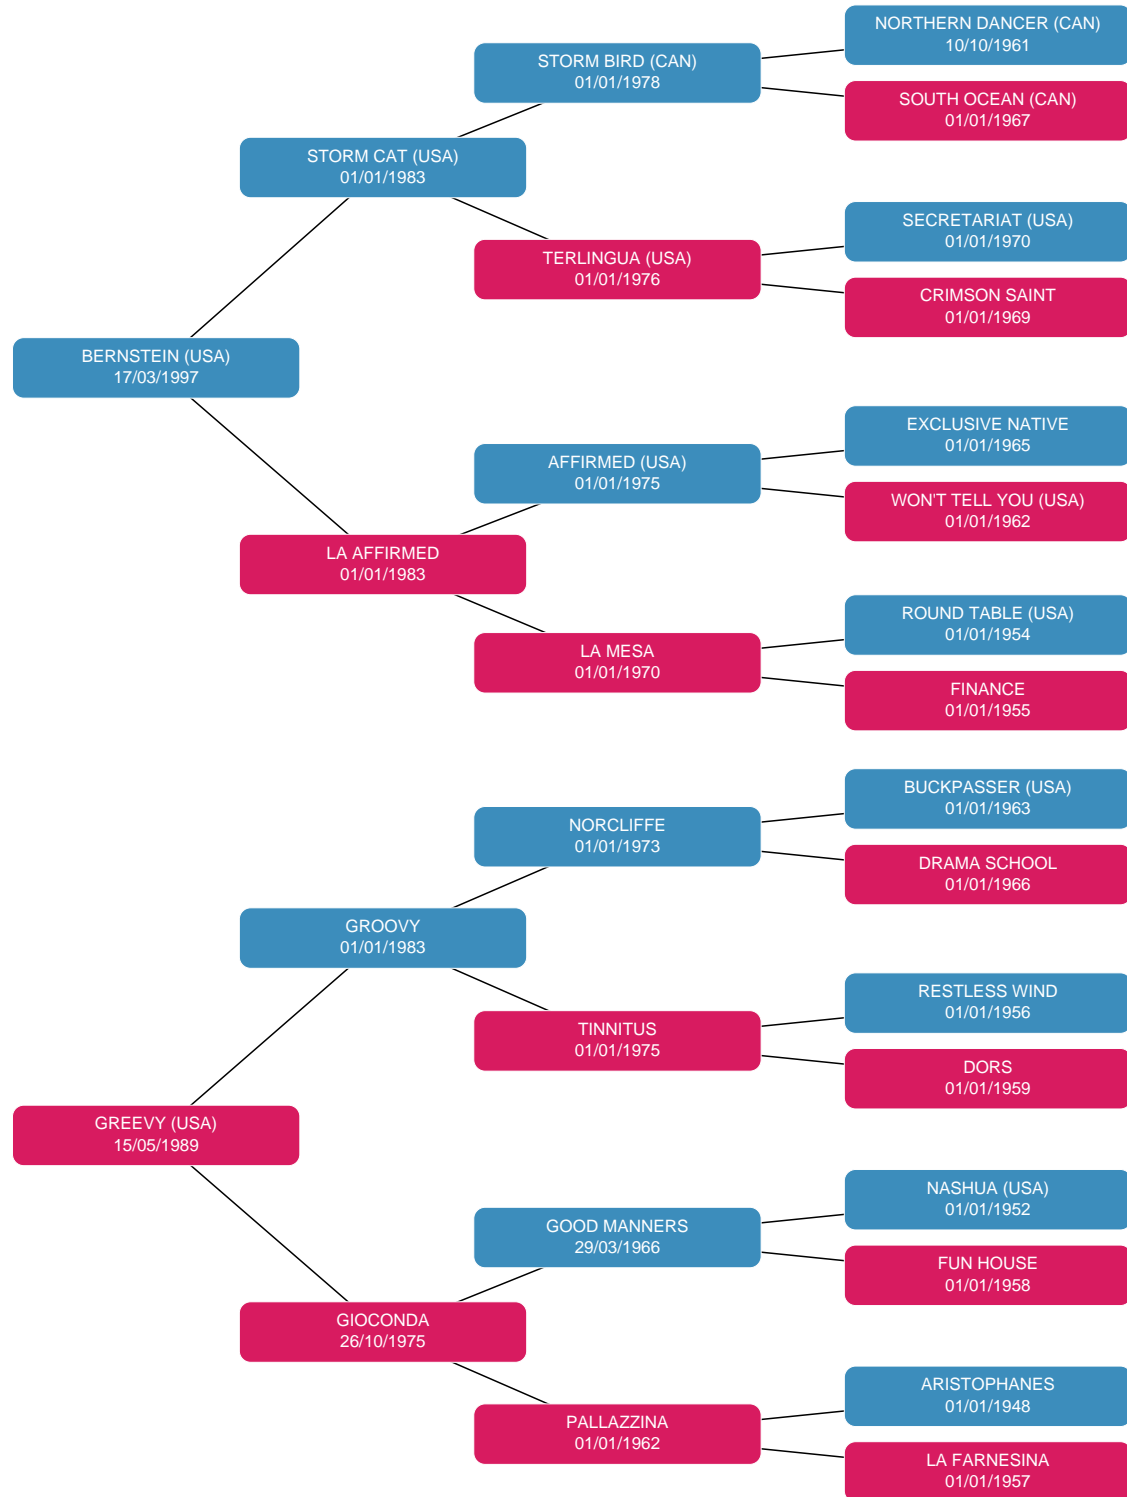 NORTHERN DANCER (CAN)
10/10/1961
STORM BIRD (CAN)
01/01/1978
SOUTH OCEAN (CAN)
01/01/1967
STORM CAT (USA)
01/01/1983
SECRETARIAT (USA)
01/01/1970
TERLINGUA (USA)
01/01/1976
CRIMSON SAINT
01/01/1969
BERNSTEIN (USA)
17/03/1997
EXCLUSIVE NATIVE
01/01/1965
AFFIRMED (USA)
01/01/1975
WON'T TELL YOU (USA)
01/01/1962
LA AFFIRMED
01/01/1983
ROUND TABLE (USA)
01/01/1954
LA MESA
01/01/1970
FINANCE
01/01/1955
BUCKPASSER (USA)
01/01/1963
NORCLIFFE
01/01/1973
DRAMA SCHOOL
01/01/1966
GROOVY
01/01/1983
RESTLESS WIND
01/01/1956
TINNITUS
01/01/1975
DORS
01/01/1959
GREEVY (USA)
15/05/1989
NASHUA (USA)
01/01/1952
GOOD MANNERS
29/03/1966
FUN HOUSE
01/01/1958
GIOCONDA
26/10/1975
ARISTOPHANES
01/01/1948
PALLAZZINA
01/01/1962
LA FARNESINA
01/01/1957